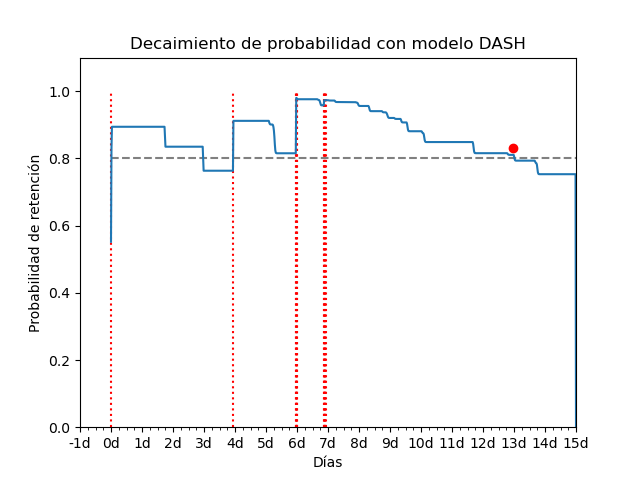 Decaimiento de probabilidad con modelo DASH
Probabilidad de retención
1.0
0.8
0.6
0.4
0.2
0.0
-1d 0d 1d 2d 3d 4d 5d 6d 7d 8d 9d 10d 11d 12d 13d 14d 15d
Días